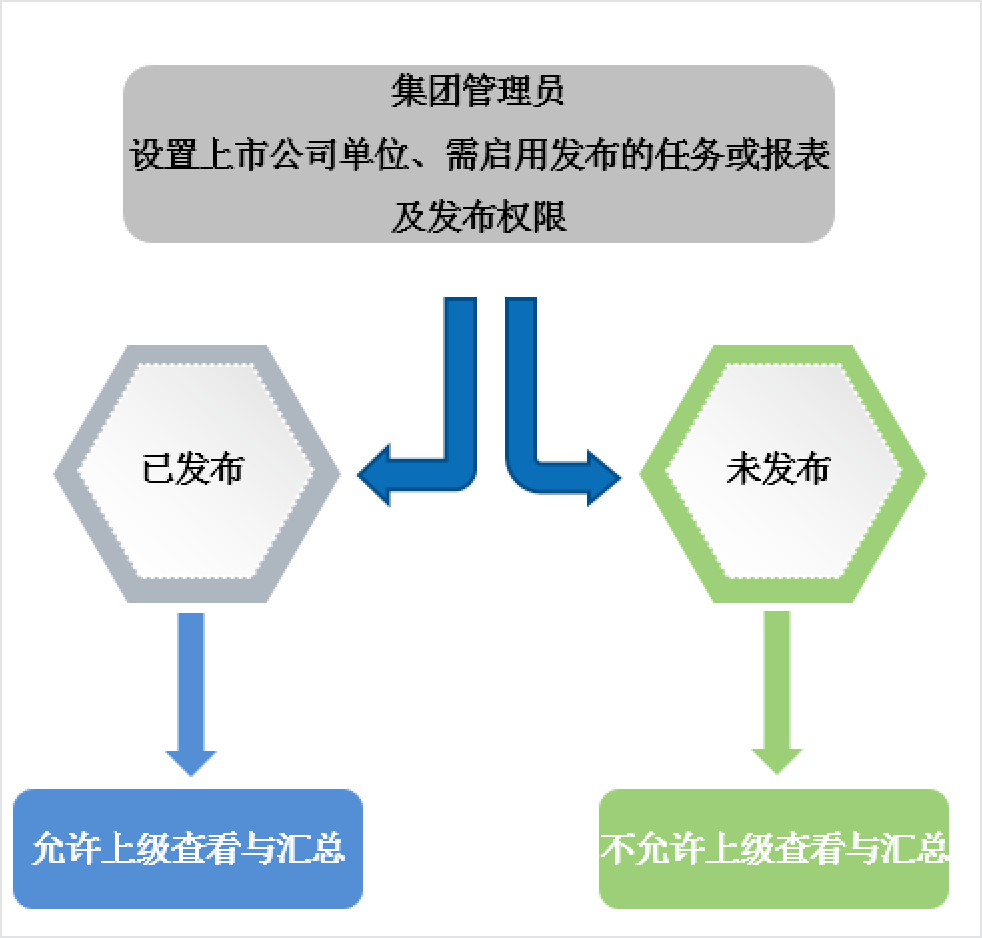 集团管理员
设置上市公司单位、需启用发布的任务或报表
及发布权限
已发布
未发布
允许上级查看与汇总
不允许上级查看与汇总